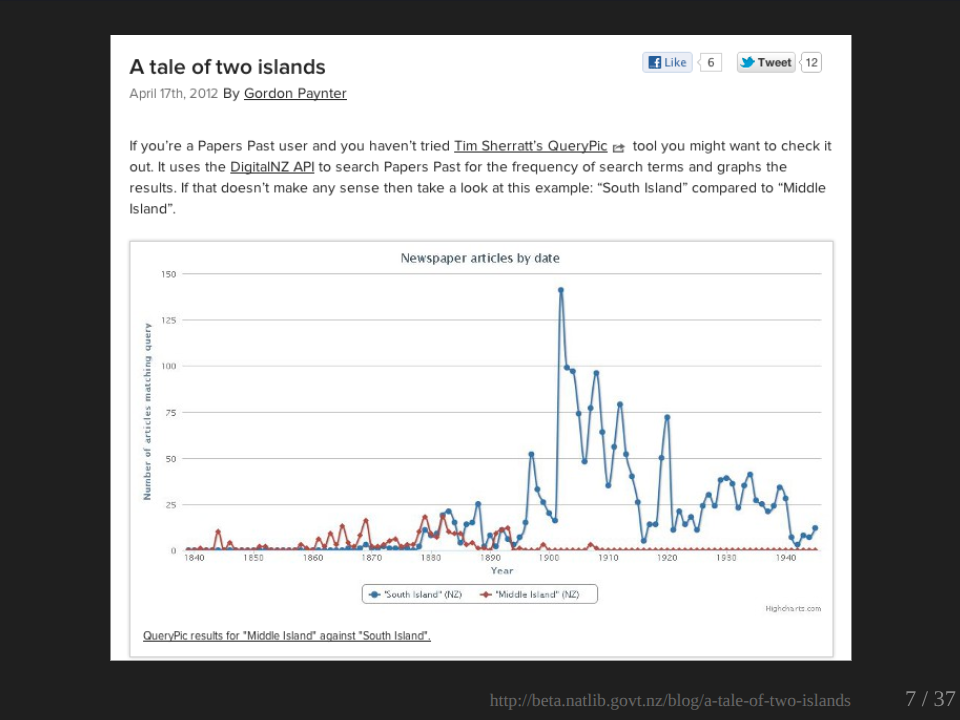 A tale of two islands
Like 6 Tweet 12
April 17th, 2012 By Gordon Paynter
If you’re a Papers Past user and you haven’t tried Tim Sherratt’s QueryPic tool you might want to check it
out. It uses the DigitalNZ API to search Papers Past for the frequency of search terms and graphs the
results. If that doesn’t make any sense then take a look at this example: “South Island” compared to “Middle
Island”.
Newspaper articles by date
Number of articles matching query
150
125
100
75
50
25
0
1840 1850 1860 1870 1880 1890 1900 1910 1920 1930 1940
Year
"South Island" (NZ) "Middle Island" (NZ)
Highcharts.com
QueryPic results for "Middle Island" against "South Island".
http://beta.natlib.govt.nz/blog/a-tale-of-two-islands 7 / 37